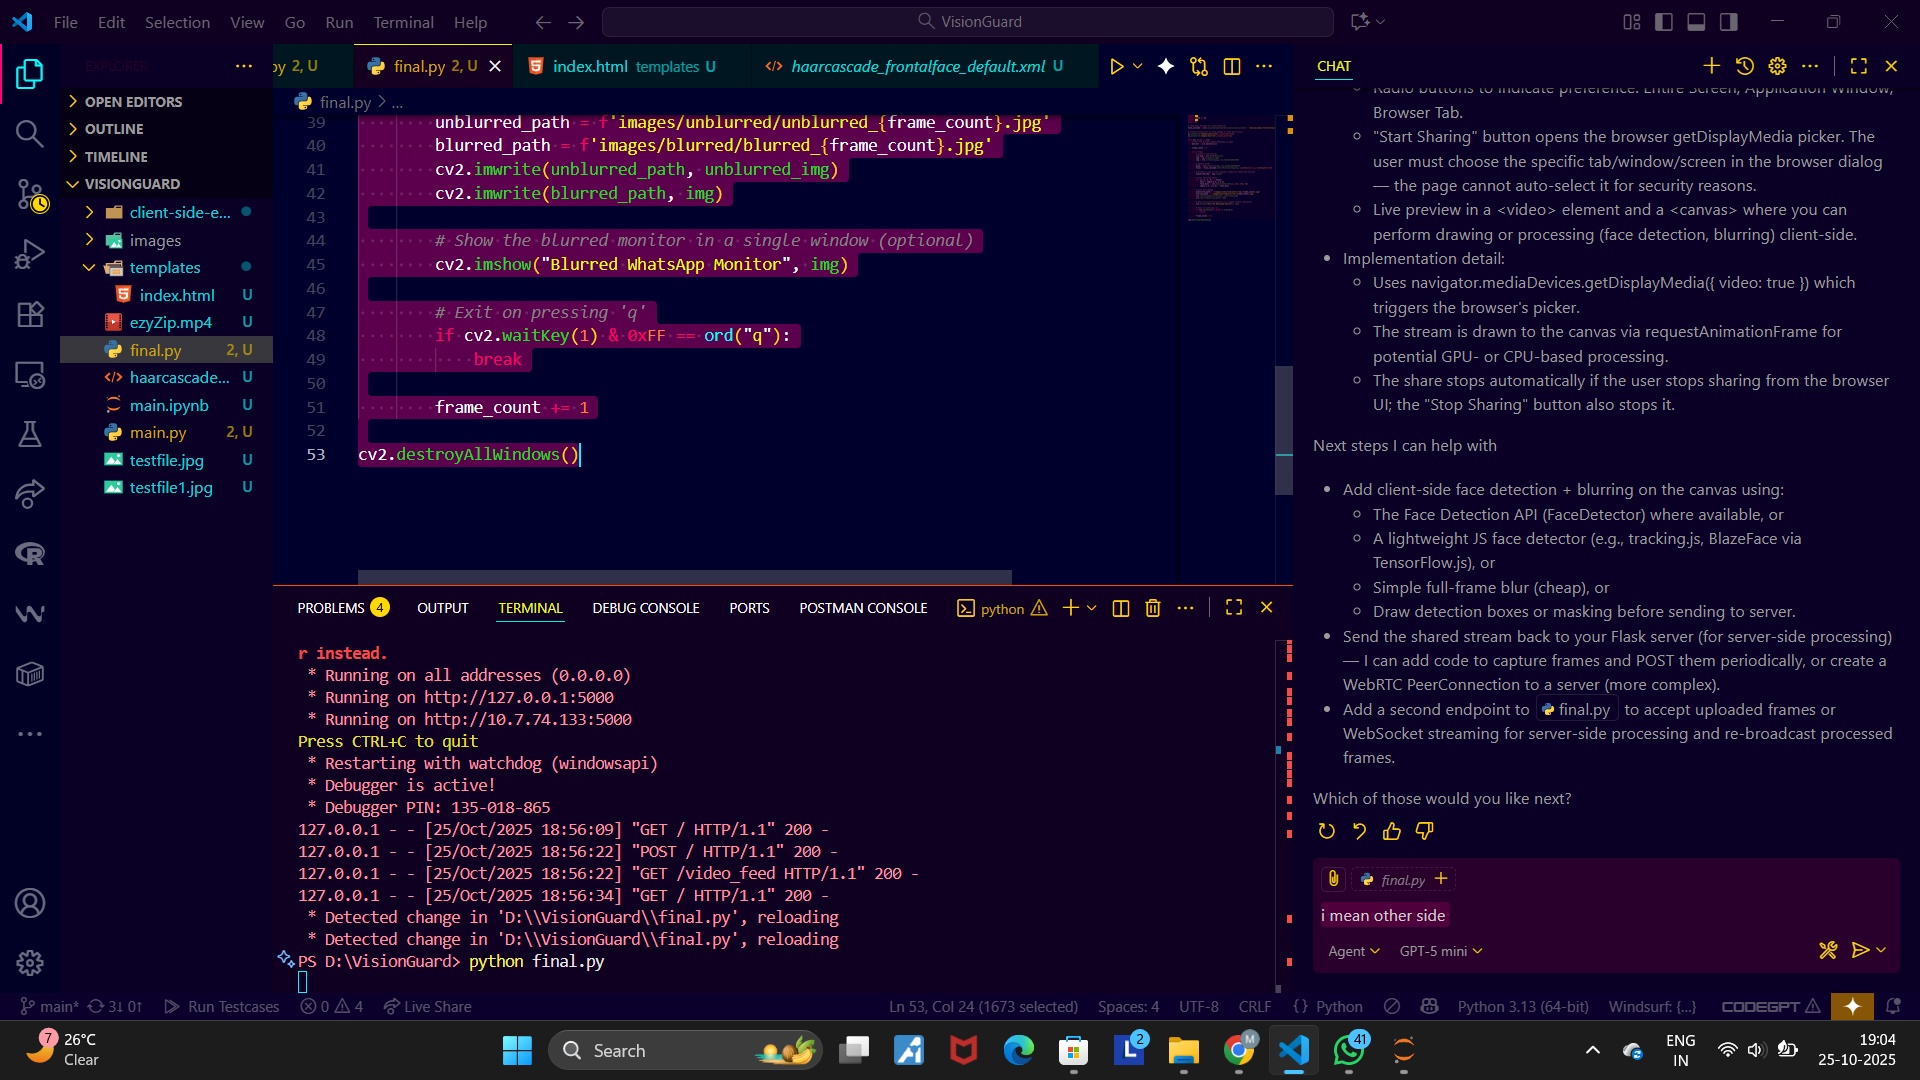 File Edit Selection View Go Run Terminal Help
VisionGuard
EXPLORER
OPEN EDITORS
OUTLINE
TIMELINE
VISIONGUARD
client-side-e...
images
templates
index.html U
ezyZip.mp4 U
final.py 2, U
haarcascade... U
main.ipynb U
main.py 2, U
testfile.jpg U
testfile1.jpg U
py 2, U
final.py 2, U
index.html templates U
haarcascade_frontalface_default.xml U
final.py > ...
39 unblurred_path = f'images/unblurred/unblurred_{frame_count}.jpg'
40 blurred_path = f'images/blurred/blurred_{frame_count}.jpg'
41 cv2.imwrite(unblurred_path, unblurred_img)
42 cv2.imwrite(blurred_path, img)
43
44 # Show the blurred monitor in a single window (optional)
45 cv2.imshow("Blurred WhatsApp Monitor", img)
46
47 # Exit on pressing 'q'
48 if cv2.waitKey(1) & 0xFF == ord("q"):
49 break
50
51 frame_count += 1
52
53 cv2.destroyAllWindows()
PROBLEMS 4 OUTPUT TERMINAL DEBUG CONSOLE PORTS POSTMAN CONSOLE python
r instead.
* Running on all addresses (0.0.0.0)
* Running on http://127.0.0.1:5000
* Running on http://10.7.74.133:5000
Press CTRL+C to quit
* Restarting with watchdog (windowsapi)
* Debugger is active!
* Debugger PIN: 135-018-865
127.0.0.1 - - [25/Oct/2025 18:56:09] "GET / HTTP/1.1" 200 -
127.0.0.1 - - [25/Oct/2025 18:56:22] "POST / HTTP/1.1" 200 -
127.0.0.1 - - [25/Oct/2025 18:56:22] "GET /video_feed HTTP/1.1" 200 -
127.0.0.1 - - [25/Oct/2025 18:56:34] "GET / HTTP/1.1" 200 -
* Detected change in 'D:\\VisionGuard\\final.py', reloading
* Detected change in 'D:\\VisionGuard\\final.py', reloading
PS D:\VisionGuard> python final.py
CHAT
Radio buttons to indicate preference: Entire Screen, Application Window,
Browser Tab.
"Start Sharing" button opens the browser getDisplayMedia picker. The
user must choose the specific tab/window/screen in the browser dialog
— the page cannot auto-select it for security reasons.
Live preview in a <video> element and a <canvas> where you can
perform drawing or processing (face detection, blurring) client-side.
Implementation detail:
Uses navigator.mediaDevices.getDisplayMedia({ video: true }) which
triggers the browser's picker.
The stream is drawn to the canvas via requestAnimationFrame for
potential GPU- or CPU-based processing.
The share stops automatically if the user stops sharing from the browser
UI; the "Stop Sharing" button also stops it.
Next steps I can help with
Add client-side face detection + blurring on the canvas using:
The Face Detection API (FaceDetector) where available, or
A lightweight JS face detector (e.g., tracking.js, BlazeFace via
TensorFlow.js), or
Simple full-frame blur (cheap), or
Draw detection boxes or masking before sending to server.
Send the shared stream back to your Flask server (for server-side processing)
— I can add code to capture frames and POST them periodically, or create a
WebRTC PeerConnection to a server (more complex).
Add a second endpoint to final.py to accept uploaded frames or
WebSocket streaming for server-side processing and re-broadcast processed
frames.
Which of those would you like next?
final.py
i mean other side
Agent GPT-5 mini
main* 3↓ 0↑ Run Testcases 0 4 Live Share
Ln 53, Col 24 (1673 selected) Spaces: 4 UTF-8 CRLF {} Python Python 3.13 (64-bit) Windsurf: {...} CODEGPT
7 26°C
Clear
Search
2
M
41
ENG
IN
19:04
25-10-2025